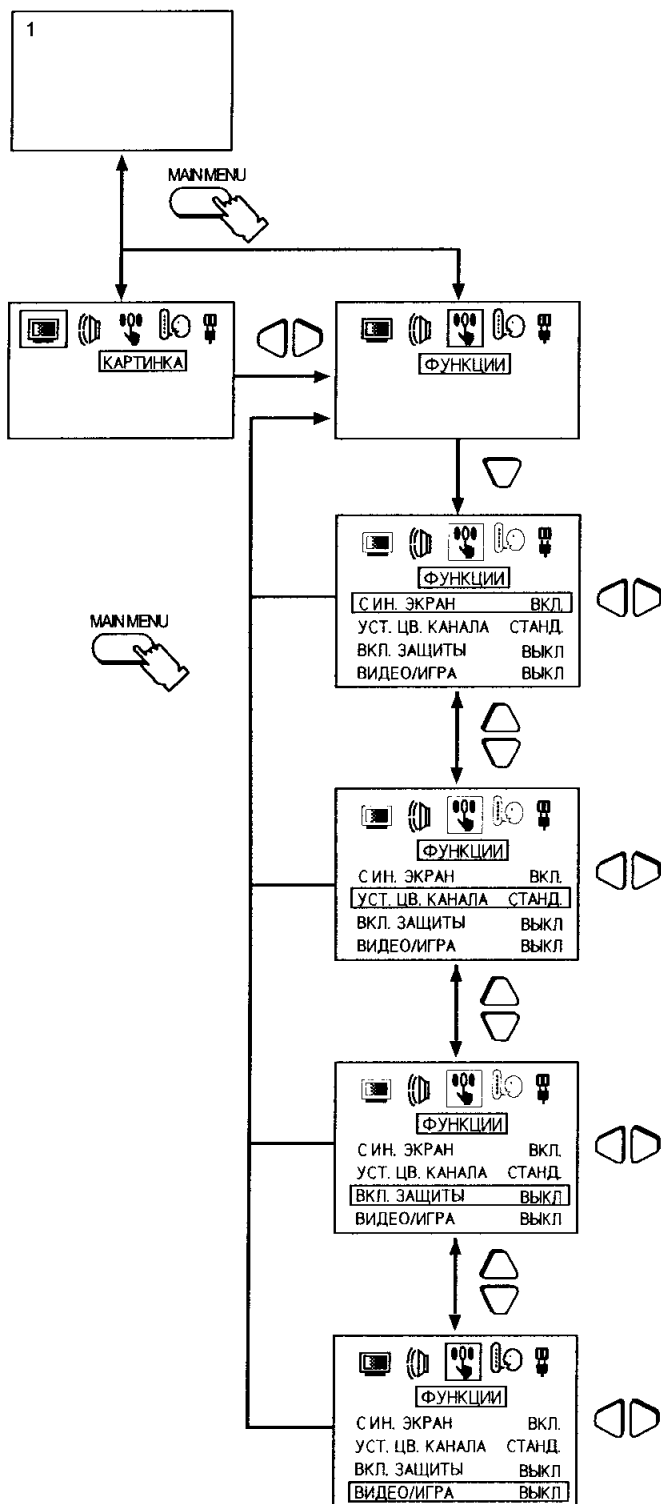 1
MAIN MENU
КАРТИНКА
ФУНКЦИИ
ФУНКЦИИ
СИН. ЭКРАН ВКЛ.
УСТ. ЦВ. КАНАЛА СТАНД.
ВКЛ. ЗАЩИТЫ ВЫКЛ
ВИДЕО/ИГРА ВЫКЛ
MAIN MENU
ФУНКЦИИ
СИН. ЭКРАН ВКЛ.
УСТ. ЦВ. КАНАЛА СТАНД.
ВКЛ. ЗАЩИТЫ ВЫКЛ
ВИДЕО/ИГРА ВЫКЛ
ФУНКЦИИ
СИН. ЭКРАН ВКЛ.
УСТ. ЦВ. КАНАЛА СТАНД.
ВКЛ. ЗАЩИТЫ ВЫКЛ
ВИДЕО/ИГРА ВЫКЛ
ФУНКЦИИ
СИН. ЭКРАН ВКЛ.
УСТ. ЦВ. КАНАЛА СТАНД.
ВКЛ. ЗАЩИТЫ ВЫКЛ
ВИДЕО/ИГРА ВЫКЛ